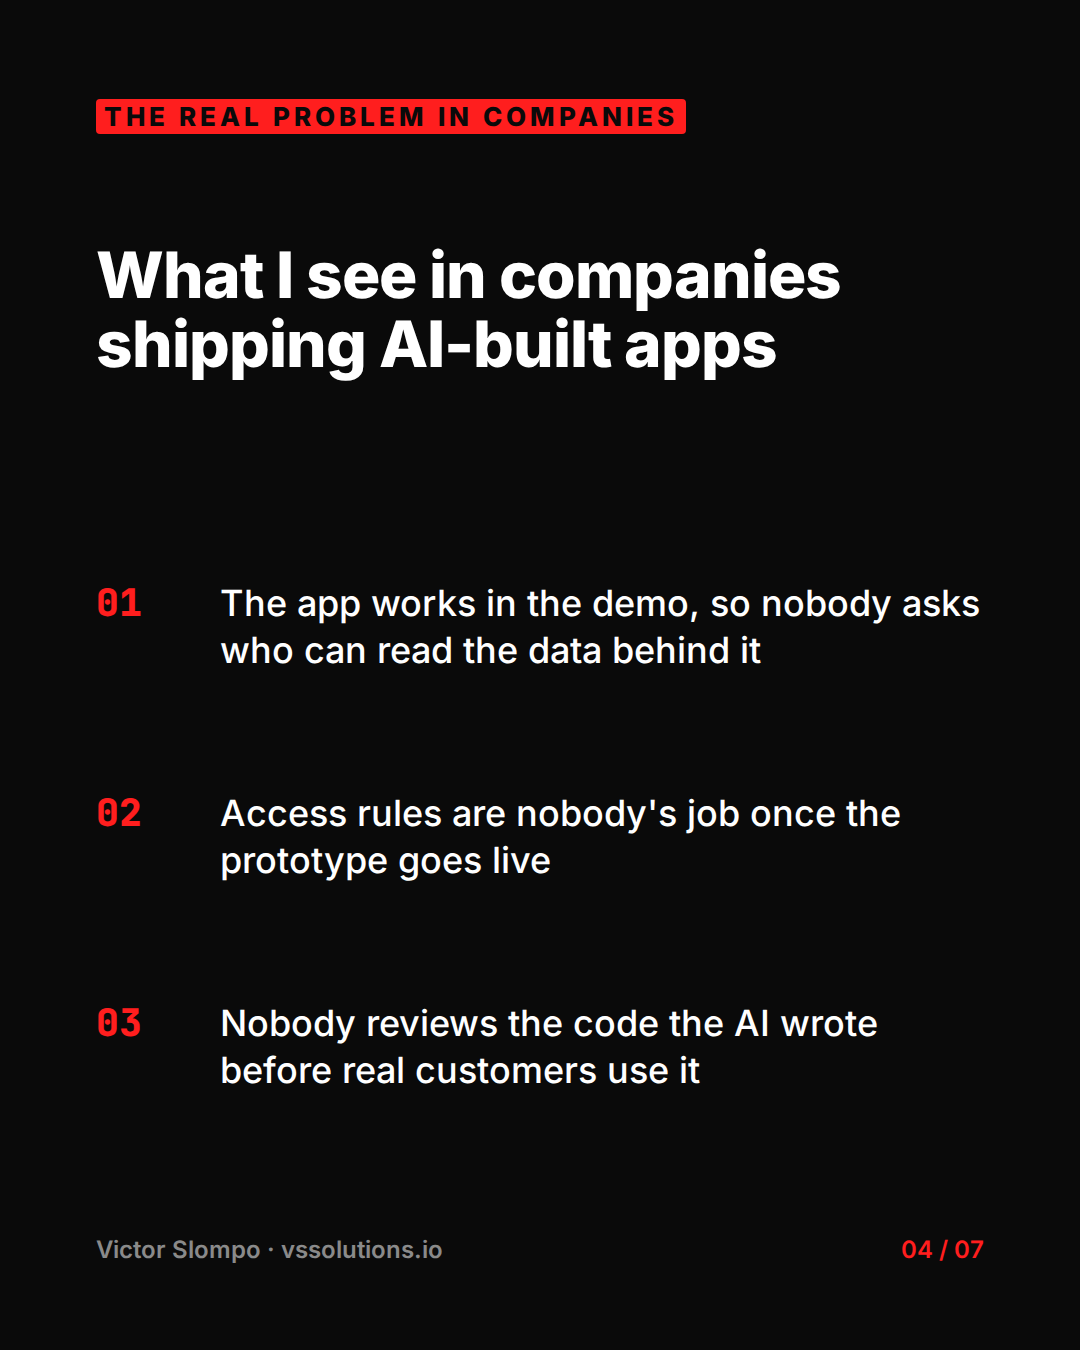 THE REAL PROBLEM IN COMPANIES
What I see in companies
shipping AI-built apps
01
The app works in the demo, so nobody asks
who can read the data behind it
02
Access rules are nobody's job once the
prototype goes live
03
Nobody reviews the code the AI wrote
before real customers use it
Victor Slompo · vssolutions.io
04 / 07